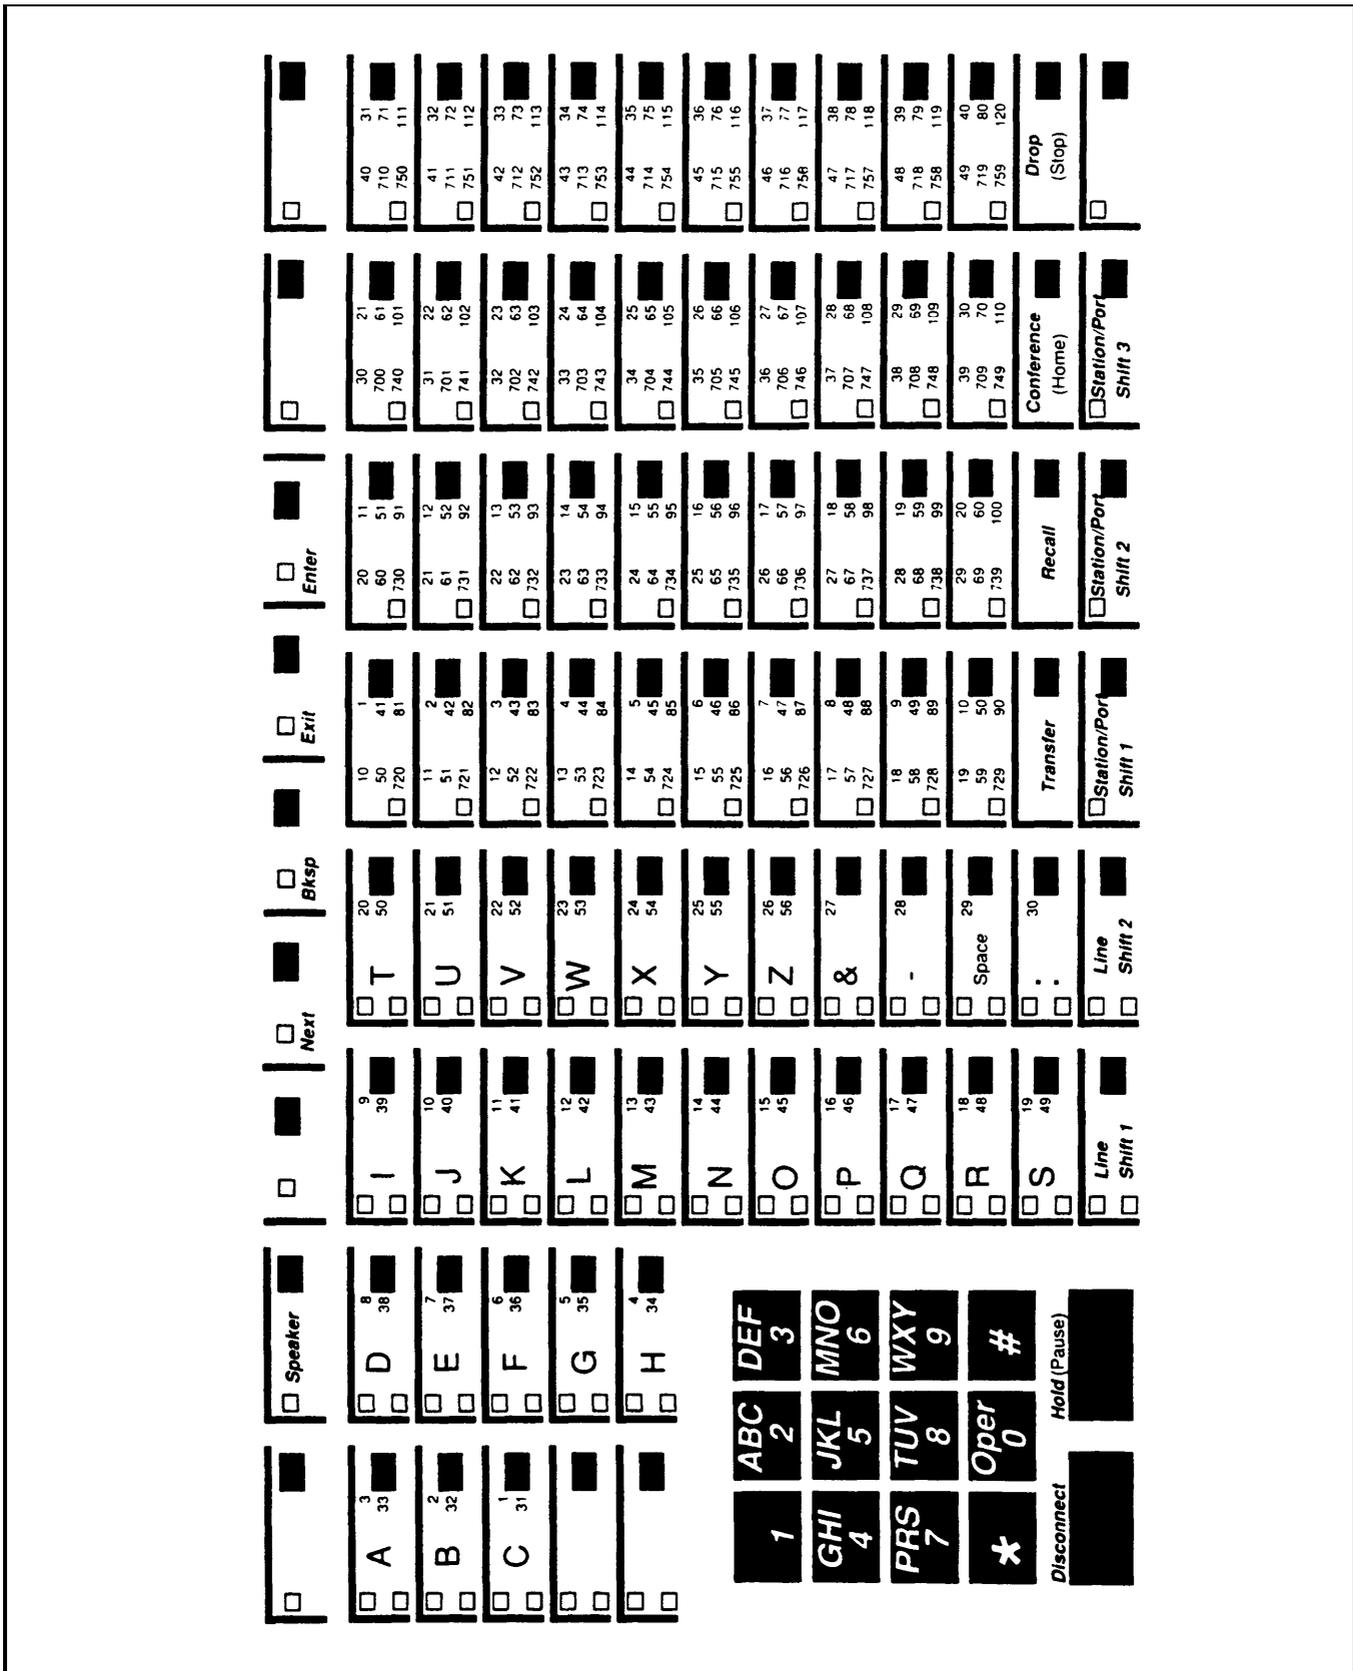 Speaker
Next Bksp Exit Enter
3 8 9 20 10 1 20 11 30 21 40 31
A 33 D 38 I 39 T 50 50 41 60 51 700 61 710 71
720 81 730 91 740 101 750 111
2 7 10 21 11 2 21 12 31 22 41 32
B 32 E 37 J 40 U 51 51 42 61 52 701 62 711 72
721 82 731 92 741 102 751 112
1 6 11 22 12 3 22 13 32 23 42 33
C 31 F 36 K 41 V 52 52 43 62 53 702 63 712 73
722 83 732 93 742 103 752 113
5 12 23 13 4 23 14 33 24 43 34
G 35 L 42 W 53 53 44 63 54 703 64 713 74
723 84 733 94 743 104 753 114
4 13 24 14 5 24 15 34 25 44 35
H 34 M 43 X 54 54 45 64 55 704 65 714 75
724 85 734 95 744 105 754 115
14 25 15 6 25 16 35 26 45 36
N 44 Y 55 55 46 65 56 705 66 715 76
725 86 735 96 745 106 755 116
15 26 16 7 26 17 36 27 46 37
O 45 Z 56 56 47 66 57 706 67 716 77
726 87 736 97 746 107 756 117
16 27 17 8 27 18 37 28 47 38
P 46 & 57 48 67 58 707 68 717 78
727 88 737 98 747 108 757 118
17 28 18 9 28 19 38 29 48 39
Q 47 - 58 49 68 59 708 69 718 79
728 89 738 99 748 109 758 119
18 29 19 10 29 20 39 30 49 40
R 48 Space 59 50 69 60 709 70 719 80
729 90 739 100 749 110 759 120
19 30 Conference Drop
S 49 : Transfer Recall (Home) (Stop)
Line Line Station/Port Station/Port Station/Port
Shift 1 Shift 2 Shift 1 Shift 2 Shift 3
ABC DEF
1 2 3
GHI JKL MNO
4 5 6
PRS TUV WXY
7 8 9
Oper
* 0 #
Disconnect Hold (Pause)